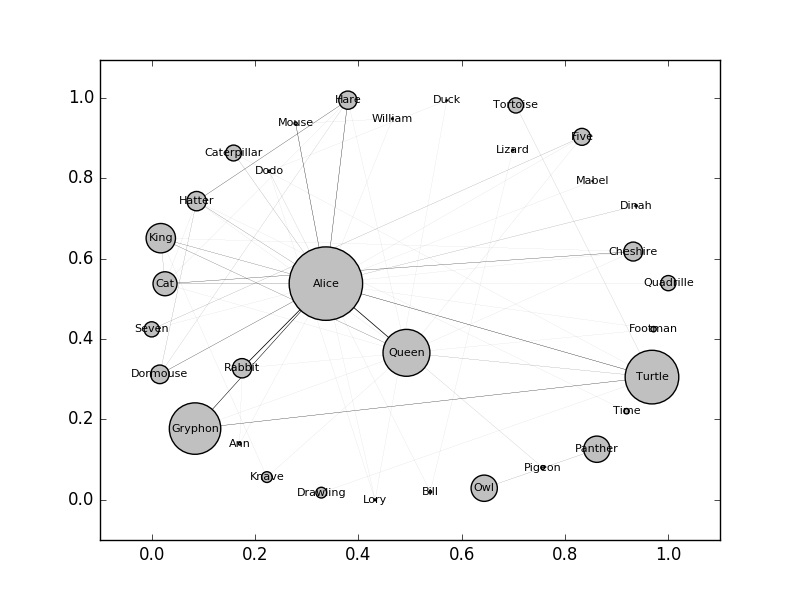 1.0
0.8
0.6
0.4
0.2
0.0
0.0
0.2
0.4
0.6
0.8
1.0
Hare
Duck
Tortoise
William
Mouse
Five
Lizard
Caterpillar
Dodo
Mabel
Hatter
Dinah
King
Cheshire
Cat
Alice
Quadrille
Seven
Footman
Queen
Dormouse
Rabbit
Turtle
Time
Gryphon
Ann
Panther
Pigeon
Knave
Drawling
Lory
Bill
Owl